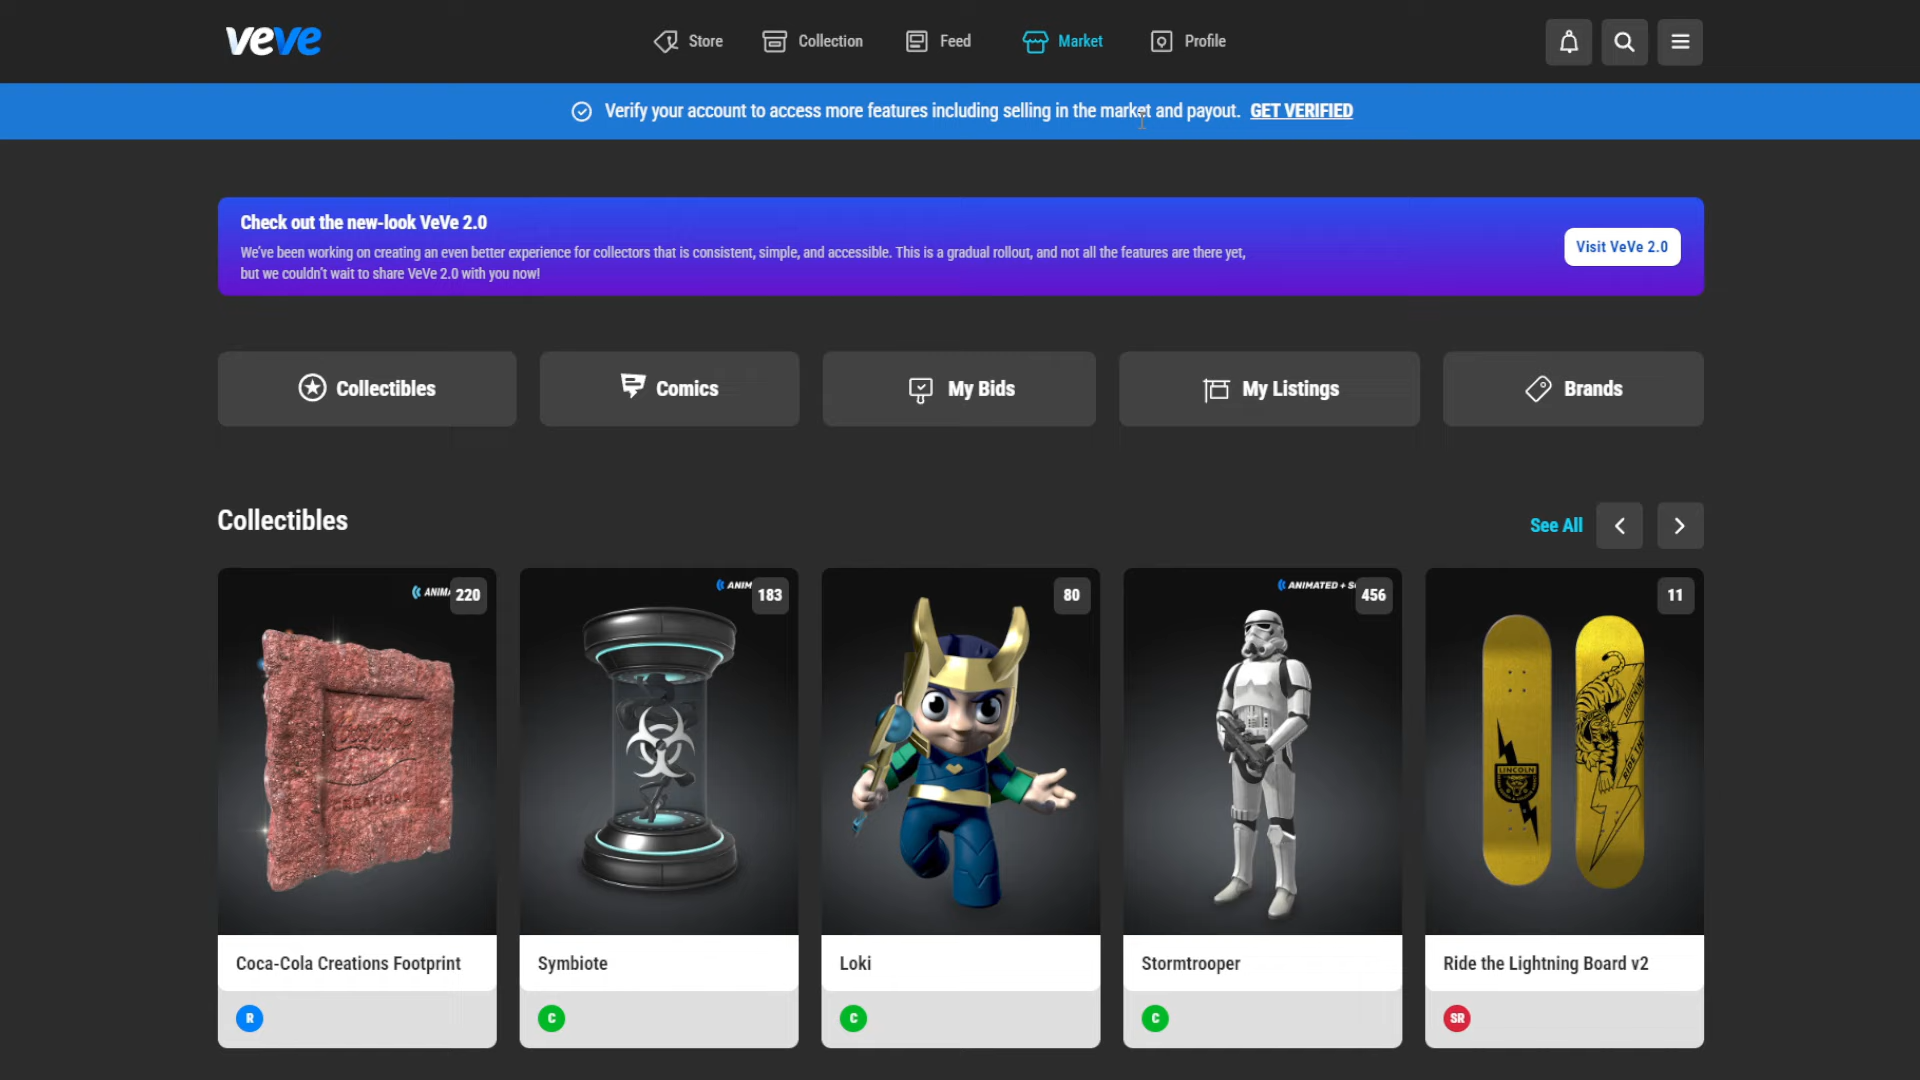 veve
Store
Collection
Feed
Market
Profile
Verify your account to access more features including selling in the market and payout. GET VERIFIED
Check out the new-look VeVe 2.0
We've been working on creating an even better experience for collectors that is consistent, simple, and accessible. This is a gradual rollout, and not all the features are there yet,
but we couldn't wait to share VeVe 2.0 with you now!
Visit VeVe 2.0
Collectibles
Comics
My Bids
My Listings
Brands
Collectibles
See All
220
183
80
ANIMATED +
456
11
CREATIONS
LINCOLN
LIGHTNING
RIDE THE
Coca-Cola Creations Footprint
Symbiote
Loki
Stormtrooper
Ride the Lightning Board v2
R
C
C
C
SR